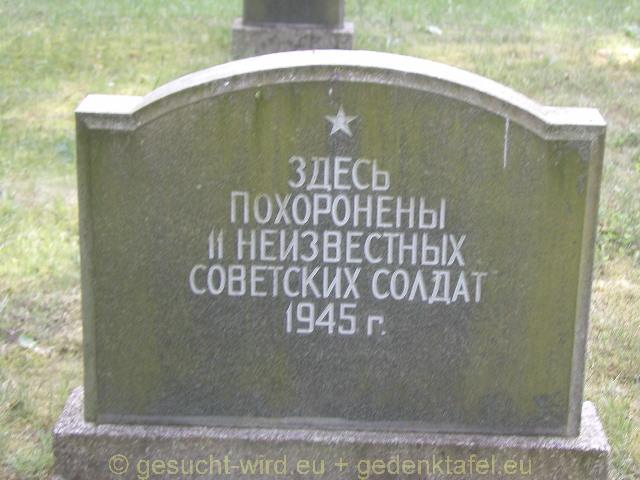 ЗДЕСЬ
ПОХОРОНЕНЫ
11 НЕИЗВЕСТНЫХ
СОВЕТСКИХ СОЛДАТ
1945 г.
© gesucht-wird.eu + gedenktafel.eu